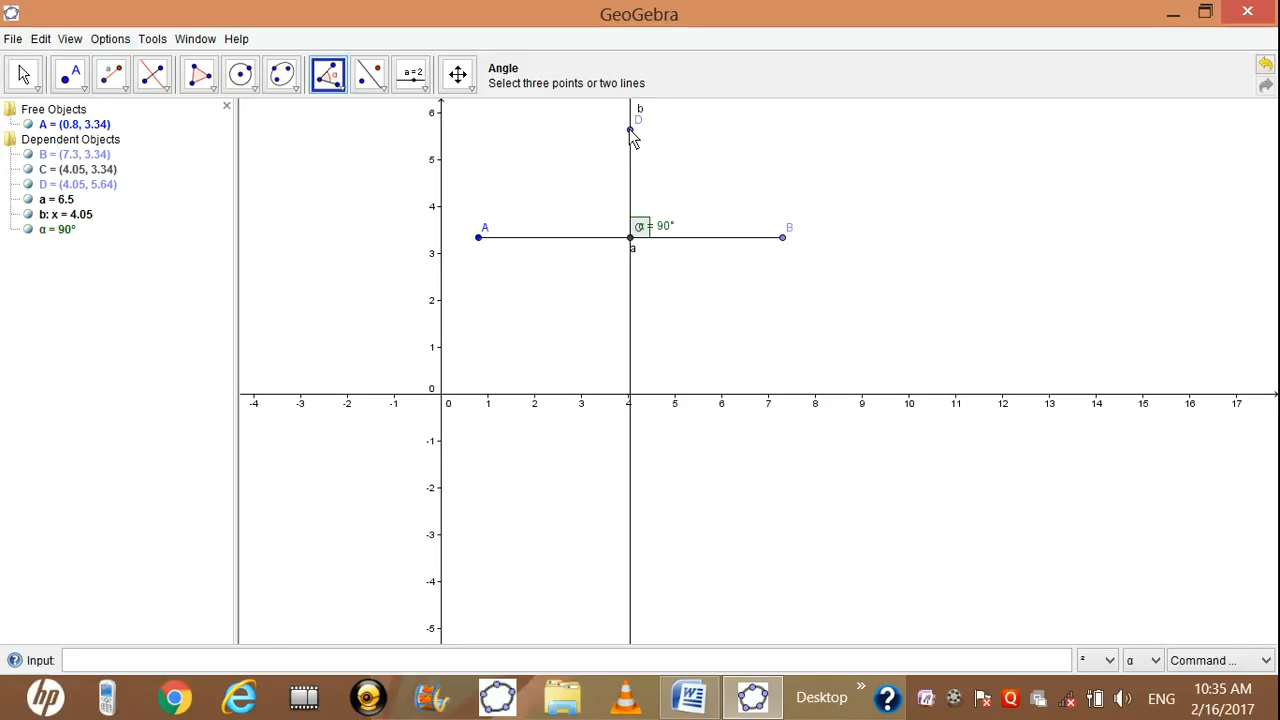 GeoGebra
File Edit View Options Tools Window Help
A
a
α
a=2
Angle
Select three points or two lines
Free Objects
A = (0.8, 3.34)
Dependent Objects
B = (7.3, 3.34)
C = (4.05, 3.34)
D = (4.05, 5.64)
a = 6.5
b: x = 4.05
α = 90°
b
D
A
C
α = 90°
B
a
6
5
4
3
2
1
0
-4 -3 -2 -1 0 1 2 3 4 5 6 7 8 9 10 11 12 13 14 15 16 17
-1
-2
-3
-4
-5
Input:
²
α
Command ...
hp
Desktop
»
ENG
10:35 AM
2/16/2017